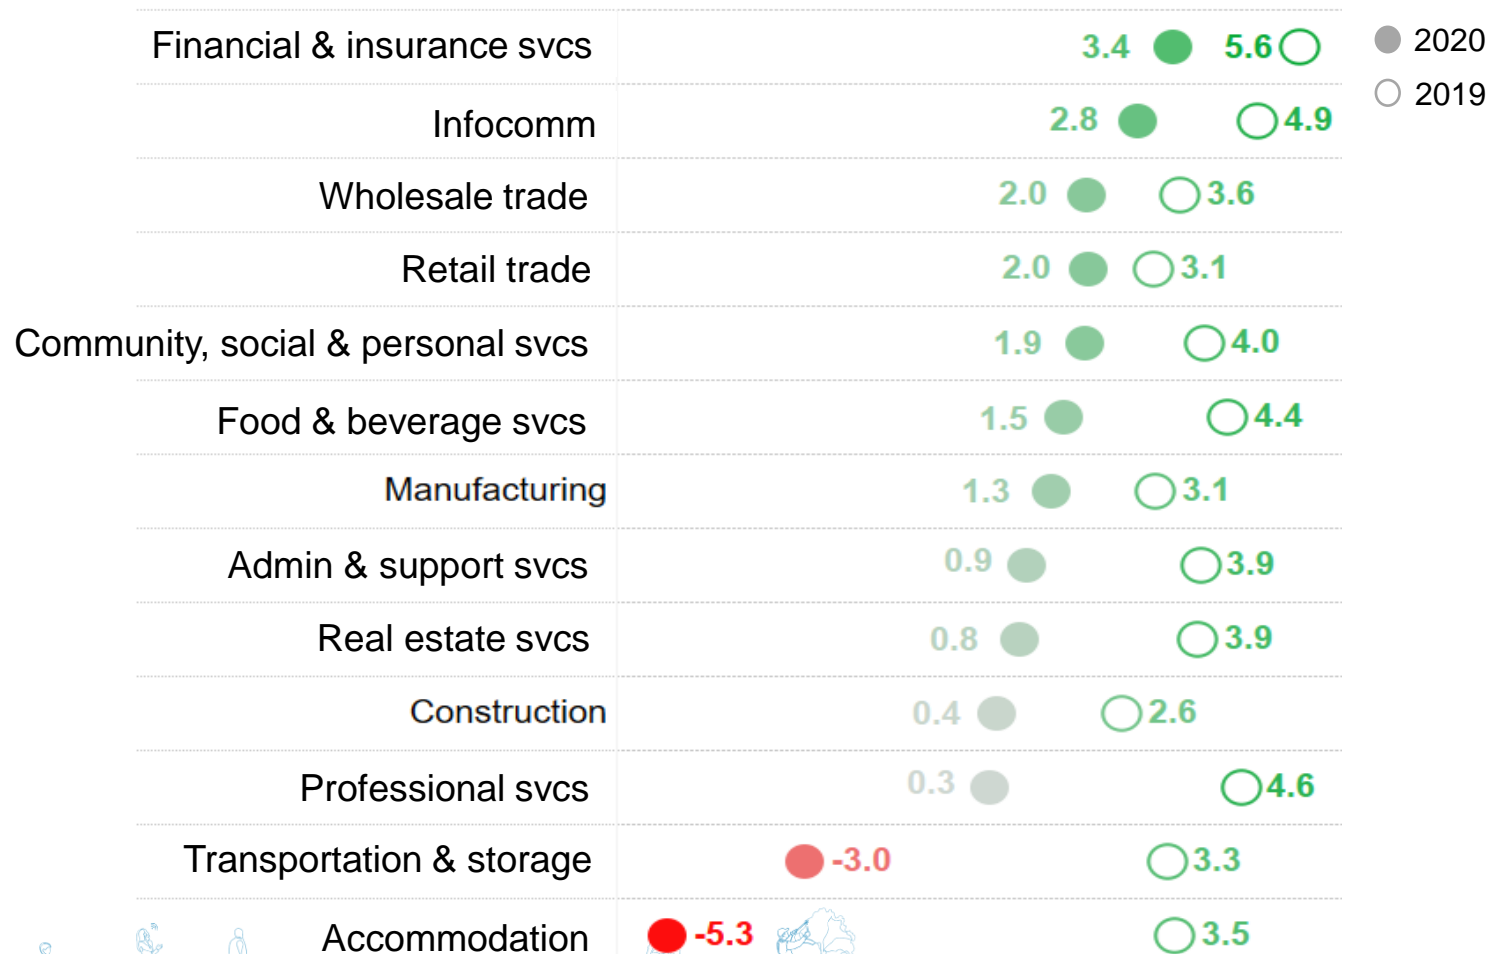 Financial & insurance svcs 3.4 5.6 2020
Infocomm 2.8 4.9 2019
Wholesale trade 2.0 3.6
Retail trade 2.0 3.1
Community, social & personal svcs 1.9 4.0
Food & beverage svcs 1.5 4.4
Manufacturing 1.3 3.1
Admin & support svcs 0.9 3.9
Real estate svcs 0.8 3.9
Construction 0.4 2.6
Professional svcs 0.3 4.6
Transportation & storage -3.0 3.3
Accommodation -5.3 3.5